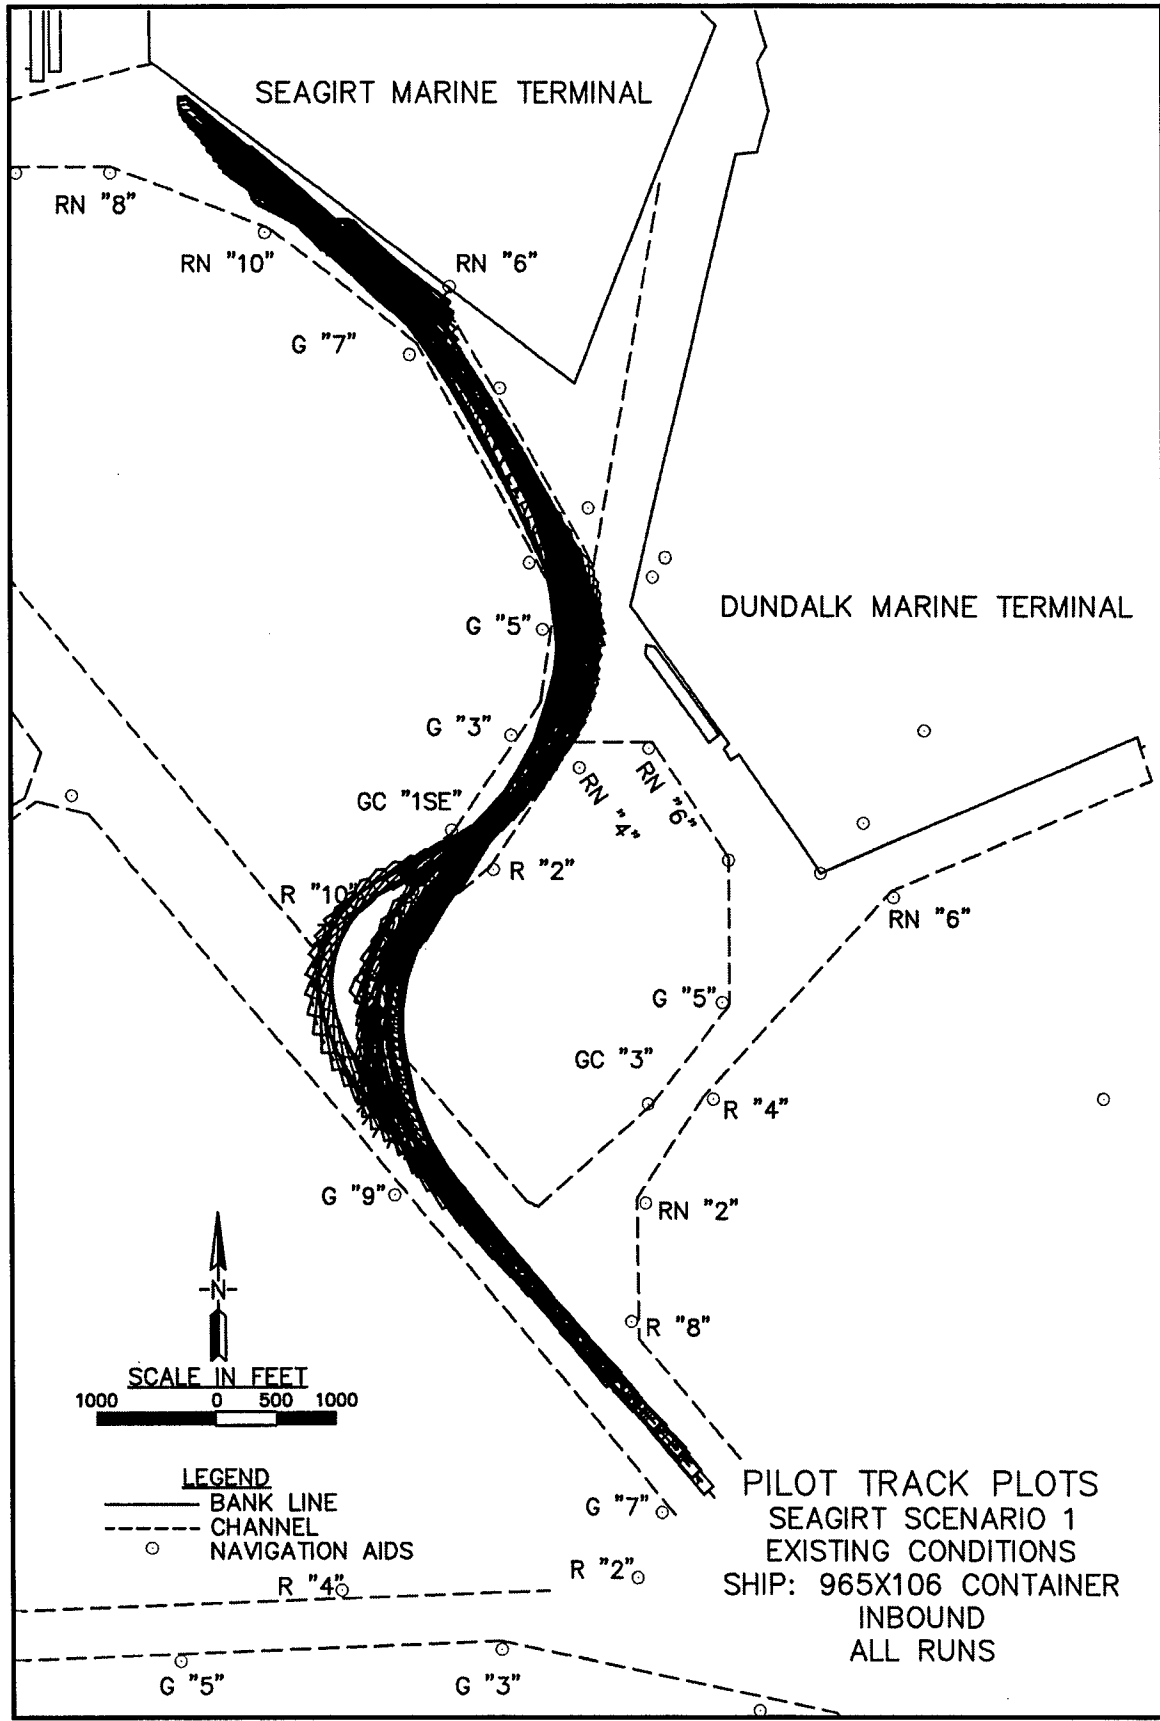 SEAGIRT MARINE TERMINAL
RN "8"
RN "10"
RN "6"
G "7"
DUNDALK MARINE TERMINAL
G "5"
G "3"
RN "4"
RN "6"
GC "1SE"
R "2"
R "10"
RN "6"
G "5"
GC "3"
R "4"
G "9"
RN "2"
-N-
R "8"
SCALE IN FEET
1000 0 500 1000
LEGEND
BANK LINE
CHANNEL
NAVIGATION AIDS
G "7"
R "2"
R "4"
G "5"
G "3"
PILOT TRACK PLOTS
SEAGIRT SCENARIO 1
EXISTING CONDITIONS
SHIP: 965X106 CONTAINER
INBOUND
ALL RUNS